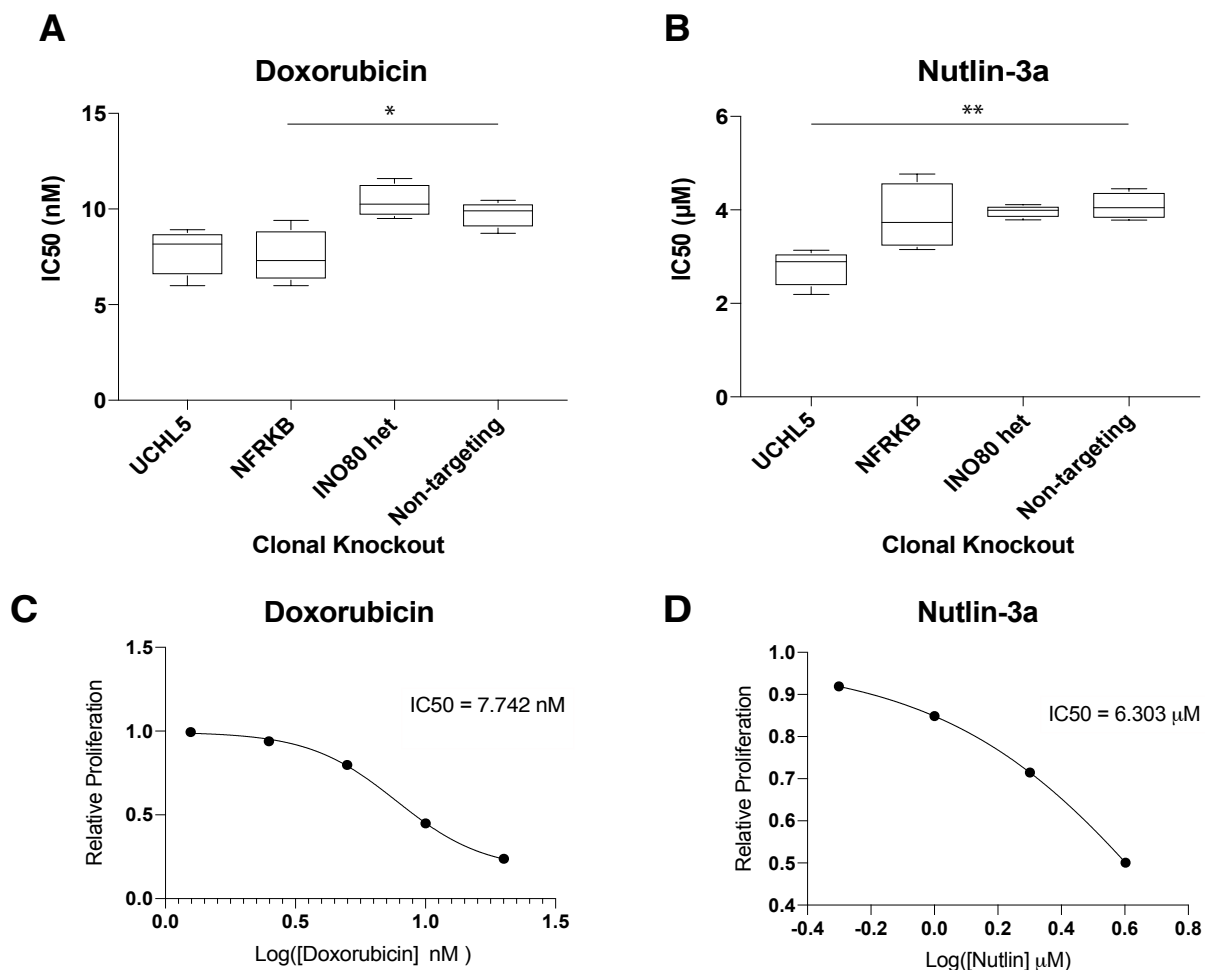 A
Doxorubicin
IC50 (nM)
15
10
5
0
*
UCHL5
NFRKB
INO80 het
Non-targeting
Clonal Knockout
B
Nutlin-3a
IC50 (μM)
6
4
2
0
**
UCHL5
NFRKB
INO80 het
Non-targeting
Clonal Knockout
C
Doxorubicin
Relative Proliferation
1.5
1.0
0.5
0.0
IC50 = 7.742 nM
0.0 0.5 1.0 1.5
Log([Doxorubicin] nM )
D
Nutlin-3a
Relative Proliferation
1.0
0.9
0.8
0.7
0.6
0.5
0.4
IC50 = 6.303 μM
-0.4 -0.2 0.0 0.2 0.4 0.6 0.8
Log([Nutlin] μM)